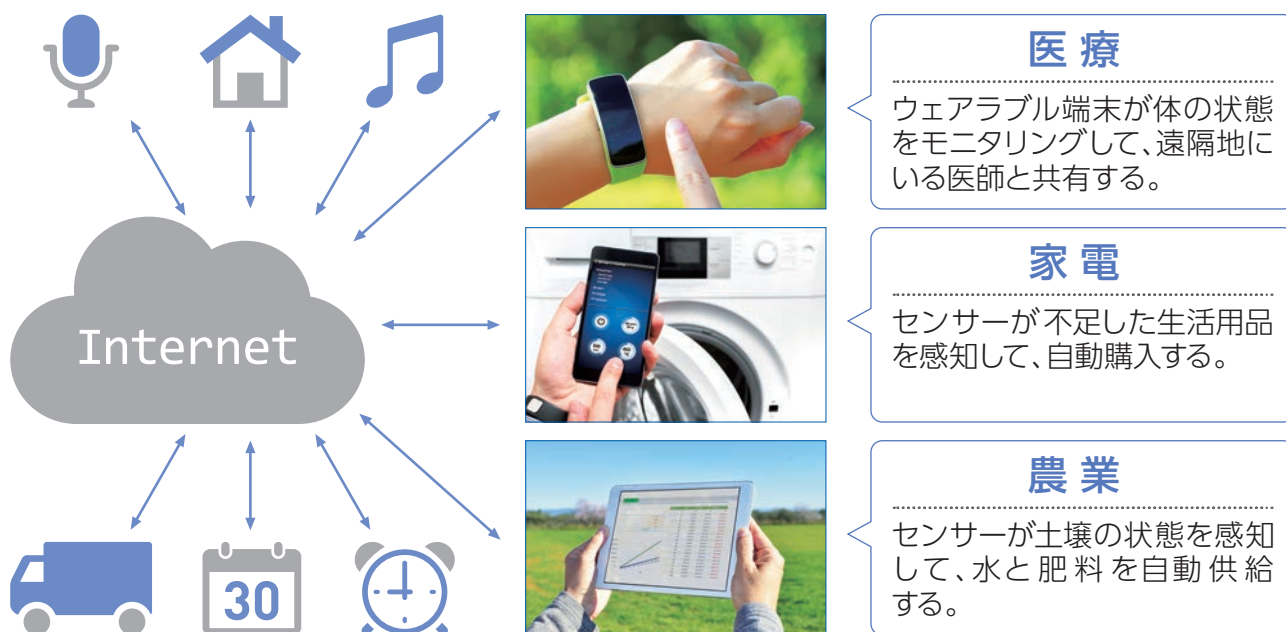 医療
ウェアラブル端末が体の状態
をモニタリングして、遠隔地に
いる医師と共有する。
Internet
家電
センサーが不足した生活用品
を感知して、自動購入する。
農業
センサーが土壌の状態を感知
して、水と肥料を自動供給
する。
30